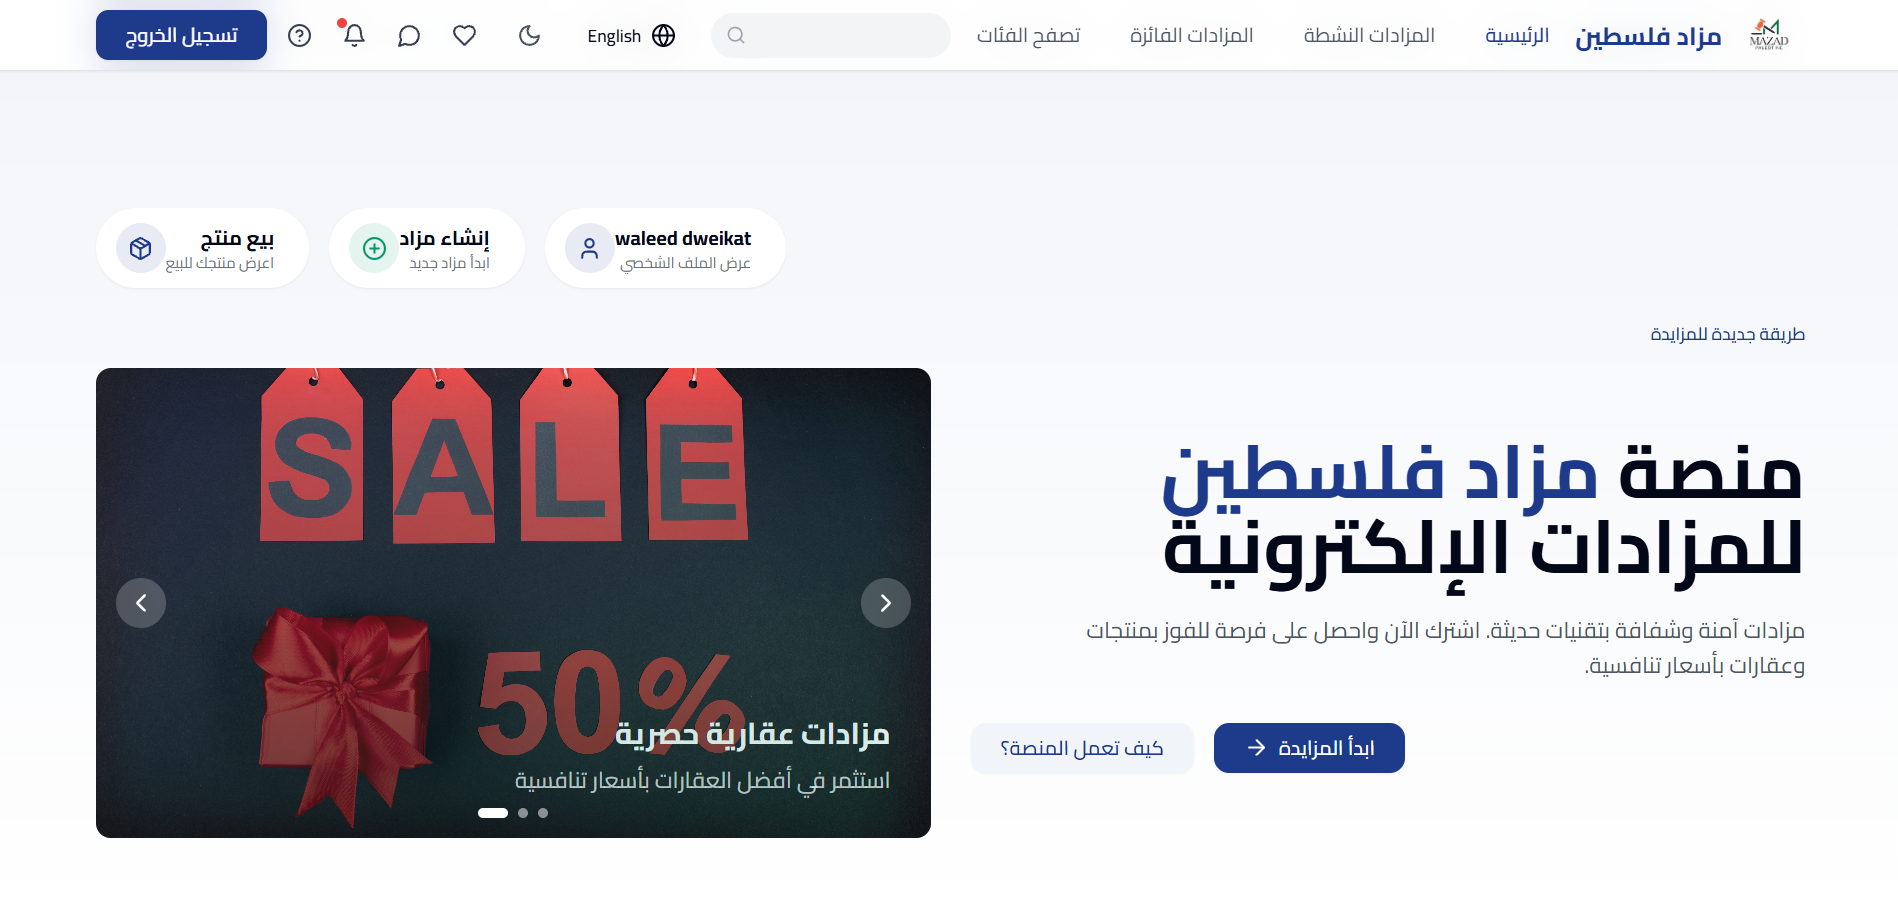 MAZAD
PALESTINE
مزاد فلسطين
الرئيسية
المزادات النشطة
المزادات الفائزة
تصفح الفئات
English
تسجيل الخروج
waleed dweikat
عرض الملف الشخصي
إنشاء مزاد
ابدأ مزاد جديد
بيع منتج
اعرض منتجك للبيع
طريقة جديدة للمزايدة
منصة مزاد فلسطين
للمزادات الإلكترونية
مزادات آمنة وشفافة بتقنيات حديثة. اشترك الآن واحصل على فرصة للفوز بمنتجات
وعقارات بأسعار تنافسية.
ابدأ المزايدة
كيف تعمل المنصة؟
SALE
50%
مزادات عقارية حصرية
استثمر في أفضل العقارات بأسعار تنافسية